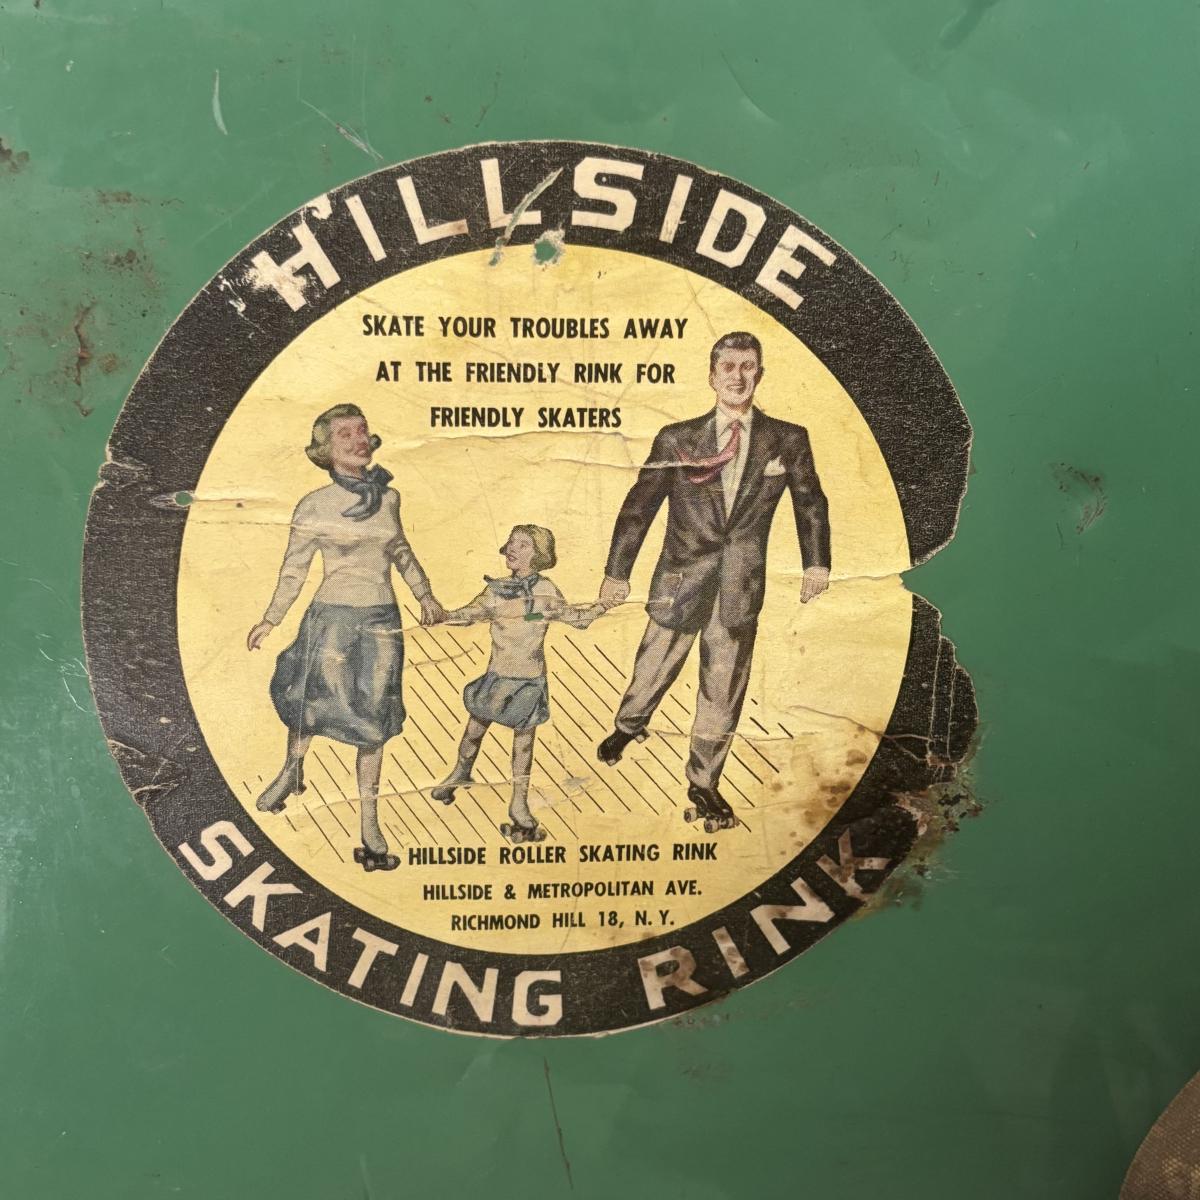 HILLSIDE
SKATE YOUR TROUBLES AWAY
AT THE FRIENDLY RINK FOR
FRIENDLY SKATERS
HILLSIDE ROLLER SKATING RINK
HILLSIDE & METROPOLITAN AVE.
RICHMOND HILL 18, N. Y.
SKATING RINK